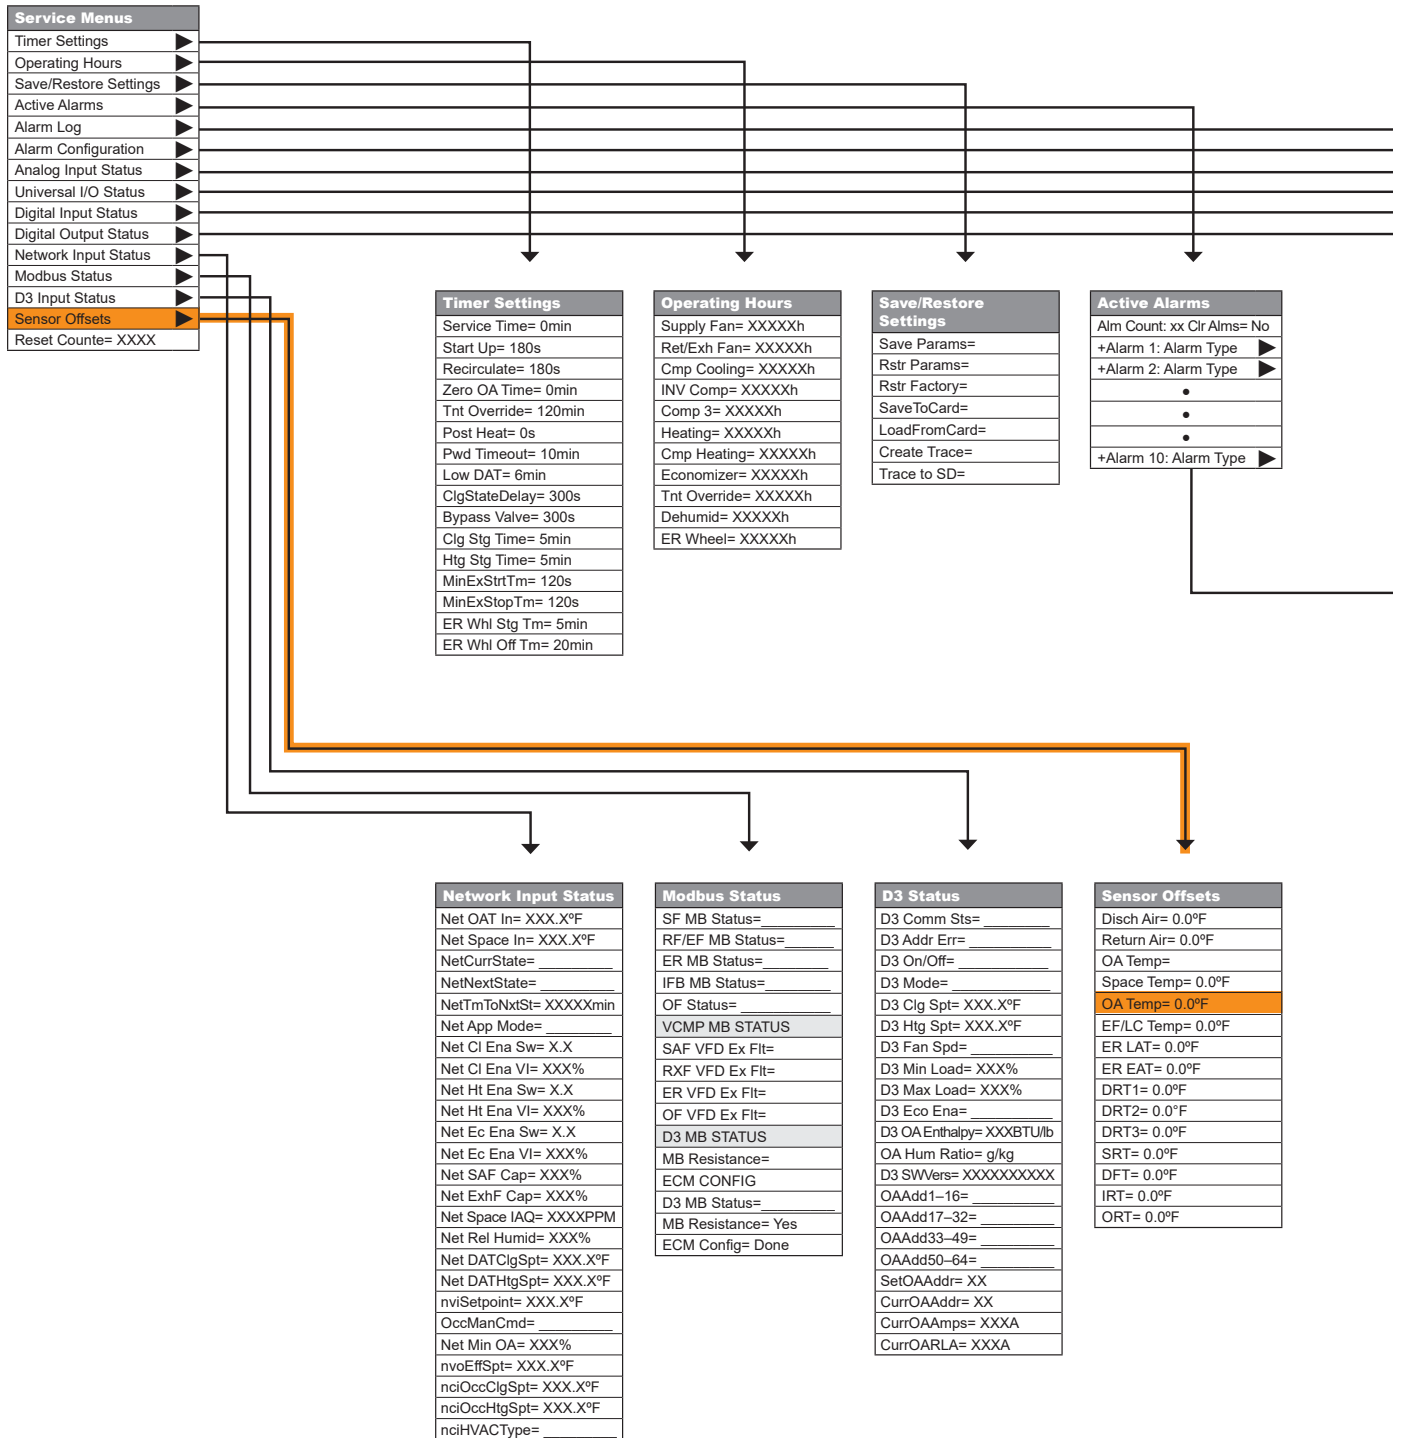 Service Menus
Timer Settings
Operating Hours
Save/Restore Settings
Active Alarms
Alarm Log
Alarm Configuration
Analog Input Status
Universal I/O Status
Digital Input Status
Digital Output Status
Network Input Status
Modbus Status
D3 Input Status
Sensor Offsets
Reset Counte= XXXX
Timer Settings
Service Time= 0min
Start Up= 180s
Recirculate= 180s
Zero OA Time= 0min
Tnt Override= 120min
Post Heat= 0s
Pwd Timeout= 10min
Low DAT= 6min
ClgStateDelay= 300s
Bypass Valve= 300s
Clg Stg Time= 5min
Htg Stg Time= 5min
MinExStrtTm= 120s
MinExStopTm= 120s
ER Whl Stg Tm= 5min
ER Whl Off Tm= 20min
Operating Hours
Supply Fan= XXXXXh
Ret/Exh Fan= XXXXXh
Cmp Cooling= XXXXXh
INV Comp= XXXXXh
Comp 3= XXXXXh
Heating= XXXXXh
Cmp Heating= XXXXXh
Economizer= XXXXXh
Tnt Override= XXXXXh
Dehumid= XXXXXh
ER Wheel= XXXXXh
Save/Restore
Settings
Save Params=
Rstr Params=
Rstr Factory=
SaveToCard=
LoadFromCard=
Create Trace=
Trace to SD=
Active Alarms
Alm Count: xx Clr Alms= No
+Alarm 1: Alarm Type
+Alarm 2: Alarm Type
•
•
•
+Alarm 10: Alarm Type
Network Input Status
Net OAT In= XXX.XºF
Net Space In= XXX.XºF
NetCurrState= _________
NetNextState= _________
NetTmToNxtSt= XXXXXmin
Net App Mode= ________
Net Cl Ena Sw= X.X
Net Cl Ena Vl= XXX%
Net Ht Ena Sw= X.X
Net Ht Ena Vl= XXX%
Net Ec Ena Sw= X.X
Net Ec Ena Vl= XXX%
Net SAF Cap= XXX%
Net ExhF Cap= XXX%
Net Space IAQ= XXXXPPM
Net Rel Humid= XXX%
Net DATClgSpt= XXX.XºF
Net DATHtgSpt= XXX.XºF
nviSetpoint= XXX.XºF
OccManCmd= _________
Net Min OA= XXX%
nvoEffSpt= XXX.XºF
nciOccClgSpt= XXX.XºF
nciOccHtgSpt= XXX.XºF
nciHVACType= _________
Modbus Status
SF MB Status=_________
RF/EF MB Status=______
ER MB Status=________
IFB MB Status=________
OF Status= ___________
VCMP MB STATUS
SAF VFD Ex Flt=
RXF VFD Ex Flt=
ER VFD Ex Flt=
OF VFD Ex Flt=
D3 MB STATUS
MB Resistance=
ECM CONFIG
D3 MB Status=_________
MB Resistance= Yes
ECM Config= Done
D3 Status
D3 Comm Sts= _________
D3 Addr Err= __________
D3 On/Off= ___________
D3 Mode= ____________
D3 Clg Spt= XXX.XºF
D3 Htg Spt= XXX.XºF
D3 Fan Spd= __________
D3 Min Load= XXX%
D3 Max Load= XXX%
D3 Eco Ena= __________
D3 OA Enthalpy= XXXBTU/lb
OA Hum Ratio= g/kg
D3 SWVers= XXXXXXXXXX
OAAdd1–16= __________
OAAdd17–32= _________
OAAdd33–49= _________
OAAdd50–64= _________
SetOAAddr= XX
CurrOAAddr= XX
CurrOAAmps= XXXA
CurrOARLA= XXXA
Sensor Offsets
Disch Air= 0.0ºF
Return Air= 0.0ºF
OA Temp=
Space Temp= 0.0ºF
OA Temp= 0.0ºF
EF/LC Temp= 0.0ºF
ER LAT= 0.0ºF
ER EAT= 0.0ºF
DRT1= 0.0ºF
DRT2= 0.0°F
DRT3= 0.0ºF
SRT= 0.0ºF
DFT= 0.0ºF
IRT= 0.0ºF
ORT= 0.0ºF